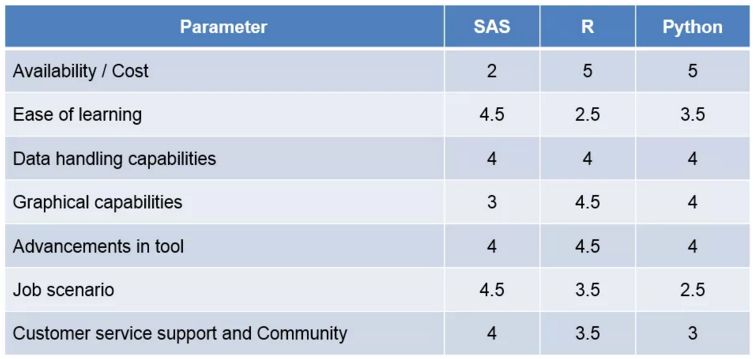 Parameter SAS R Python
Availability / Cost 2 5 5
Ease of learning 4.5 2.5 3.5
Data handling capabilities 4 4 4
Graphical capabilities 3 4.5 4
Advancements in tool 4 4.5 4
Job scenario 4.5 3.5 2.5
Customer service support and Community 4 3.5 3